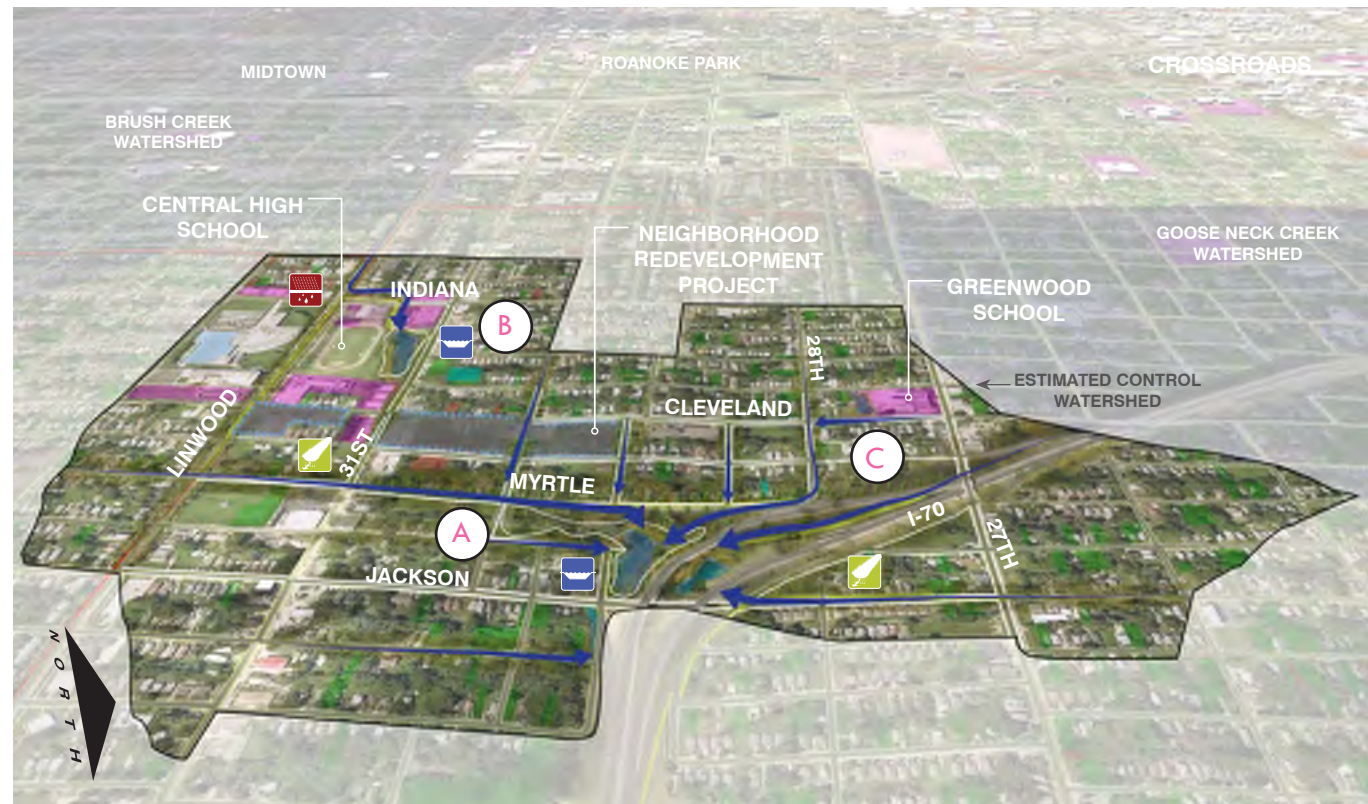 MIDTOWN
ROANOKE PARK
CROSSROADS
BRUSH CREEK
WATERSHED
CENTRAL HIGH
SCHOOL
NEIGHBORHOOD
REDEVELOPMENT
PROJECT
GOOSE NECK CREEK
WATERSHED
GREENWOOD
SCHOOL
INDIANA
B
28TH
ESTIMATED CONTROL
WATERSHED
LINWOOD
31ST
CLEVELAND
C
MYRTLE
A
I-70
27TH
JACKSON
NORTH